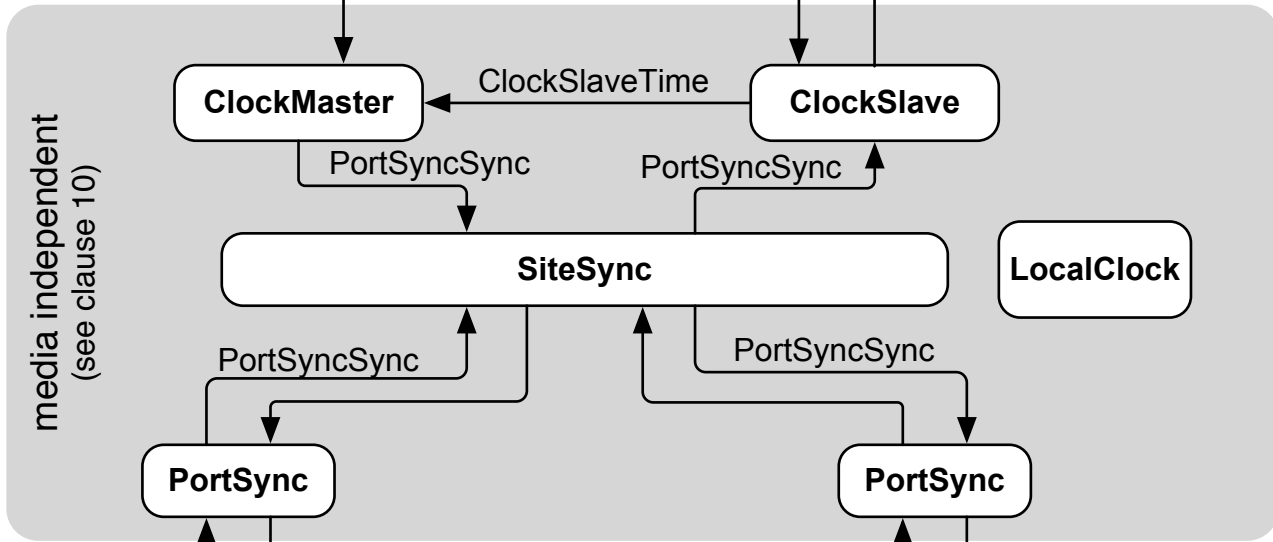 media independent
(see clause 10)
ClockMaster
ClockSlaveTime
ClockSlave
PortSyncSync
PortSyncSync
SiteSync
LocalClock
PortSyncSync
PortSyncSync
PortSync
PortSync